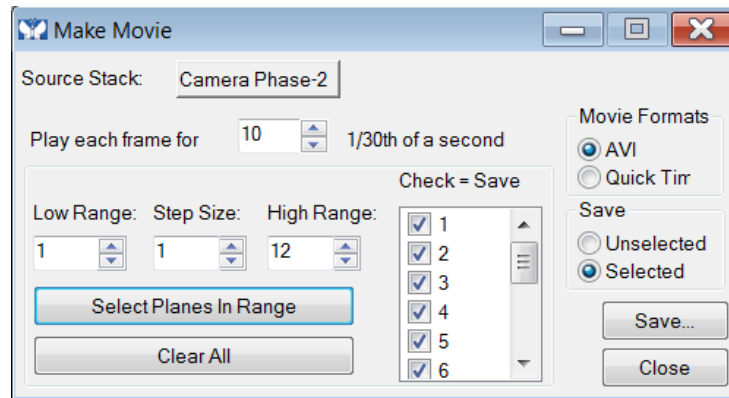 Make Movie
Source Stack: Camera Phase-2
Play each frame for 10 1/30th of a second
Movie Formats
AVI
Quick Tim
Check = Save
Low Range: Step Size: High Range:
1 1 12
1
2
3
4
5
6
Save
Unselected
Selected
Select Planes In Range
Clear All
Save...
Close